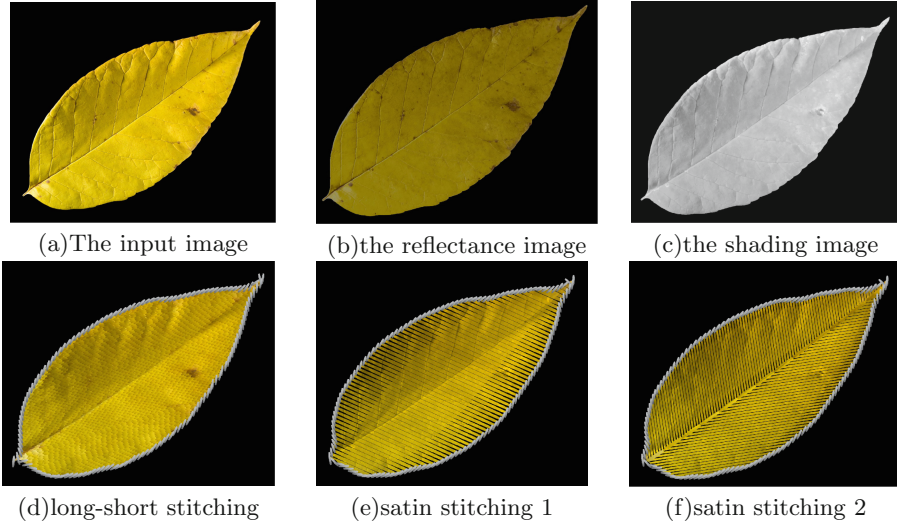 (a)The input image
(b)the reflectance image
(c)the shading image
(d)long-short stitching
(e)satin stitching 1
(f)satin stitching 2